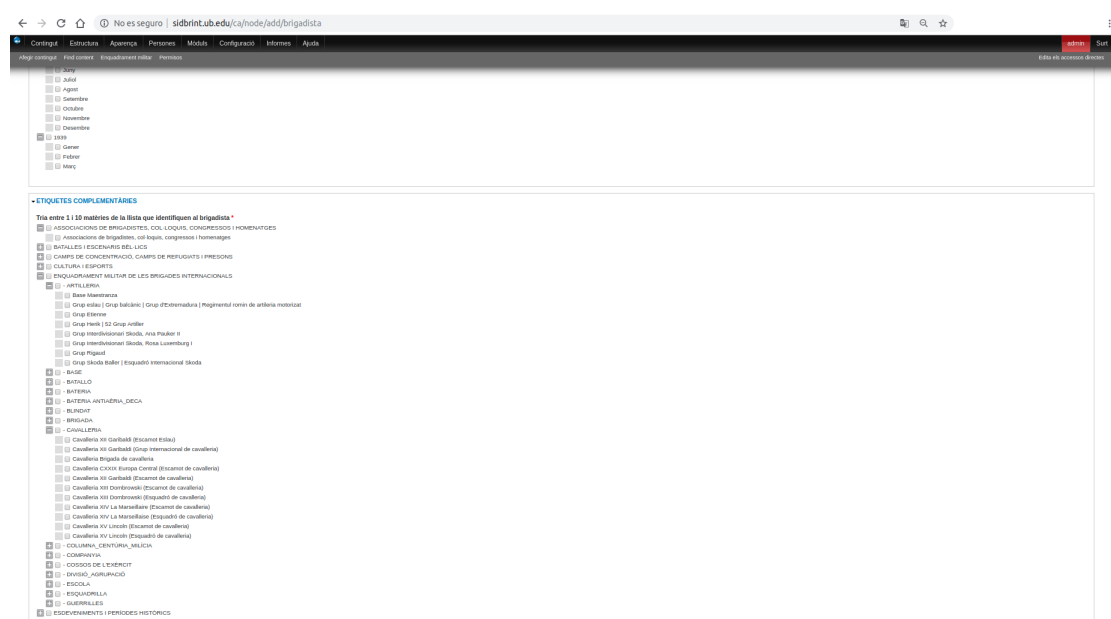 No es seguro | sidbrint.ub.edu/ca/node/add/brigadista
Contingut Estructura Aparença Persones Mòduls Configuració Informes Ajuda admin Surt
Afegir contingut Find content Enquadrament militar Permisos Edita els accessos directes
Juny
Juliol
Agost
Setembre
Octubre
Novembre
Desembre
1939
Gener
Febrer
Març
ETIQUETES COMPLEMENTÀRIES
Tria entre 1 i 10 matèries de la llista que identifiquen al brigadista *
ASSOCIACIONS DE BRIGADISTES, COL·LOQUIS, CONGRESSOS I HOMENATGES
Associacions de brigadistes, col·loquis, congressos i homenatges
BATALLES I ESCENARIS BÈL·LICS
CAMPS DE CONCENTRACIÓ, CAMPS DE REFUGIATS I PRESONS
CULTURA I ESPORTS
ENQUADRAMENT MILITAR DE LES BRIGADES INTERNACIONALS
- ARTILLERIA
Base Maestranza
Grup eslau | Grup balcànic | Grup d'Extremadura | Regimentul romin de artileria motorizat
Grup Etienne
Grup Henk | 52 Grup Artiller
Grup Interdivisionari Skoda, Ana Pauker II
Grup Interdivisionari Skoda, Rosa Luxemburg I
Grup Rigaud
Grup Skoda Baller | Esquadró Internacional Skoda
- BASE
- BATALLÓ
- BATERIA
- BATERIA ANTIAÈRIA_DECA
- BLINDAT
- BRIGADA
- CAVALLERIA
Cavalleria XII Garibaldi (Escamot Eslau)
Cavalleria XII Garibaldi (Grup Internacional de cavalleria)
Cavalleria Brigada de cavalleria
Cavalleria CXXIX Europa Central (Escamot de cavalleria)
Cavalleria XII Garibaldi (Escamot de cavalleria)
Cavalleria XIII Dombrowski (Escamot de cavalleria)
Cavalleria XIII Dombrowski (Esquadró de cavalleria)
Cavalleria XIV La Marsellaire (Escamot de cavalleria)
Cavalleria XIV La Marsellaise (Esquadró de cavalleria)
Cavalleria XV Lincoln (Escamot de cavalleria)
Cavalleria XV Lincoln (Esquadró de cavalleria)
- COLUMNA_CENTÚRIA_MILÍCIA
- COMPANYIA
- COSSOS DE L'EXÈRCIT
- DIVISIÓ_AGRUPACIÓ
- ESCOLA
- ESQUADRILLA
- GUERRILLES
ESDEVENIMENTS I PERÍODES HISTÒRICS